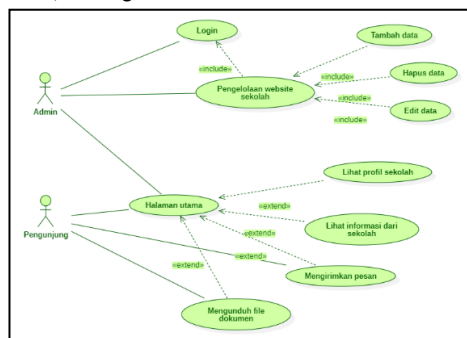 Login
Tambah data
«include»
Hapus data
Pengelolaan website
sekolah
«include»
«include»
Edit data
«include»
Admin
Lihat profil sekolah
Halaman utama
«extend»
Pengunjung
Lihat informasi dari
sekolah
«extend»
«extend»
Mengirimkan pesan
Mengunduh file
dokumen